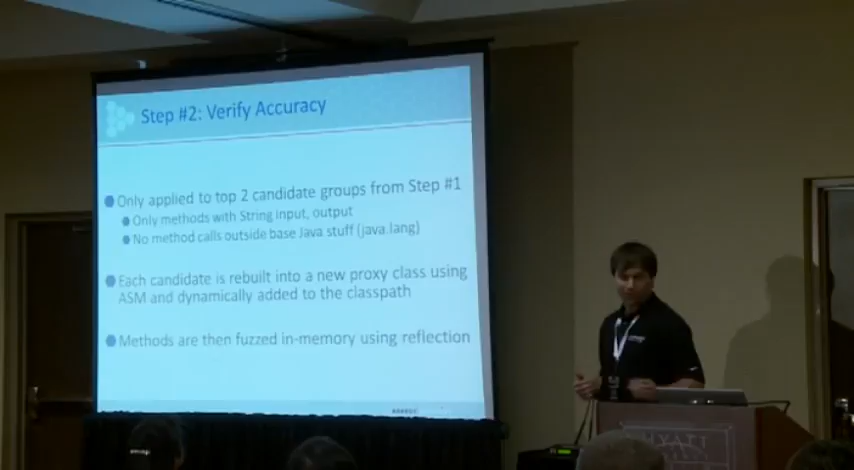 Step #2: Verify Accuracy
Only applied to top 2 candidate groups from Step #1
Only methods with String input, output
No method calls outside base Java stuff (java.lang)
Each candidate is rebuilt into a new proxy class using
ASM and dynamically added to the classpath
Methods are then fuzzed in-memory using reflection
HYATT